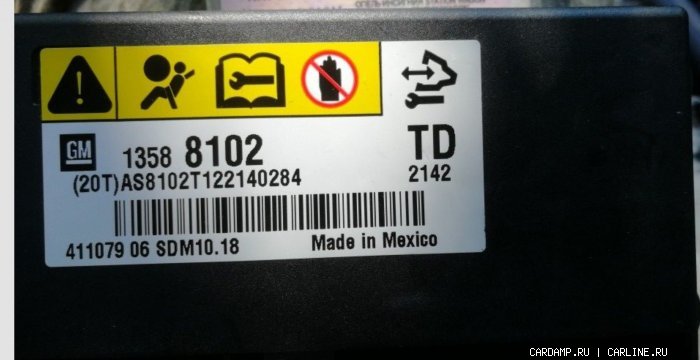 GM
1358 8102
TD
(20T)AS8102T122140284
2142
411079 06 SDM10.18
Made in Mexico
CARDAMP.RU | CARLINE.RU